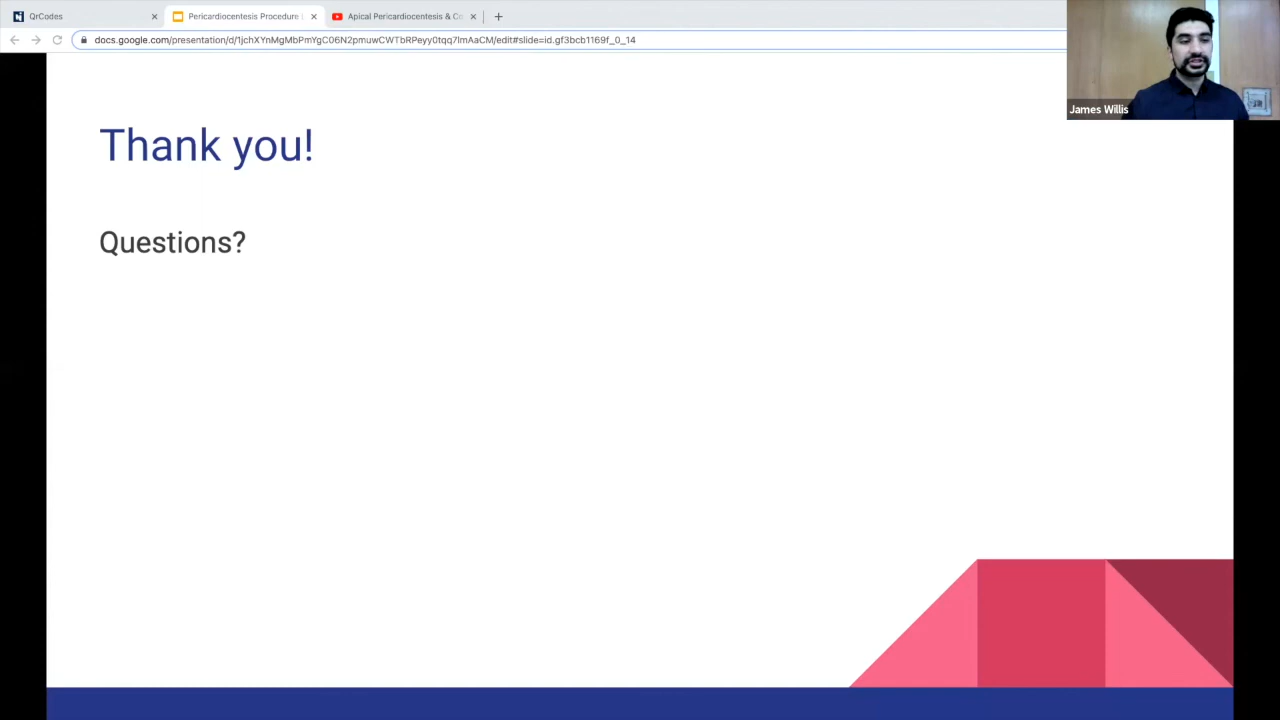 QrCodes
Pericardiocentesis Procedure L
Apical Pericardiocentesis & Co
docs.google.com/presentation/d/1jchXYnMgMbPmYgC06N2pmuwCWTbRPeyy0tqq7lmAaCM/edit#slide=id.gf3bcb1169f_0_14
James Willis
Thank you!
Questions?